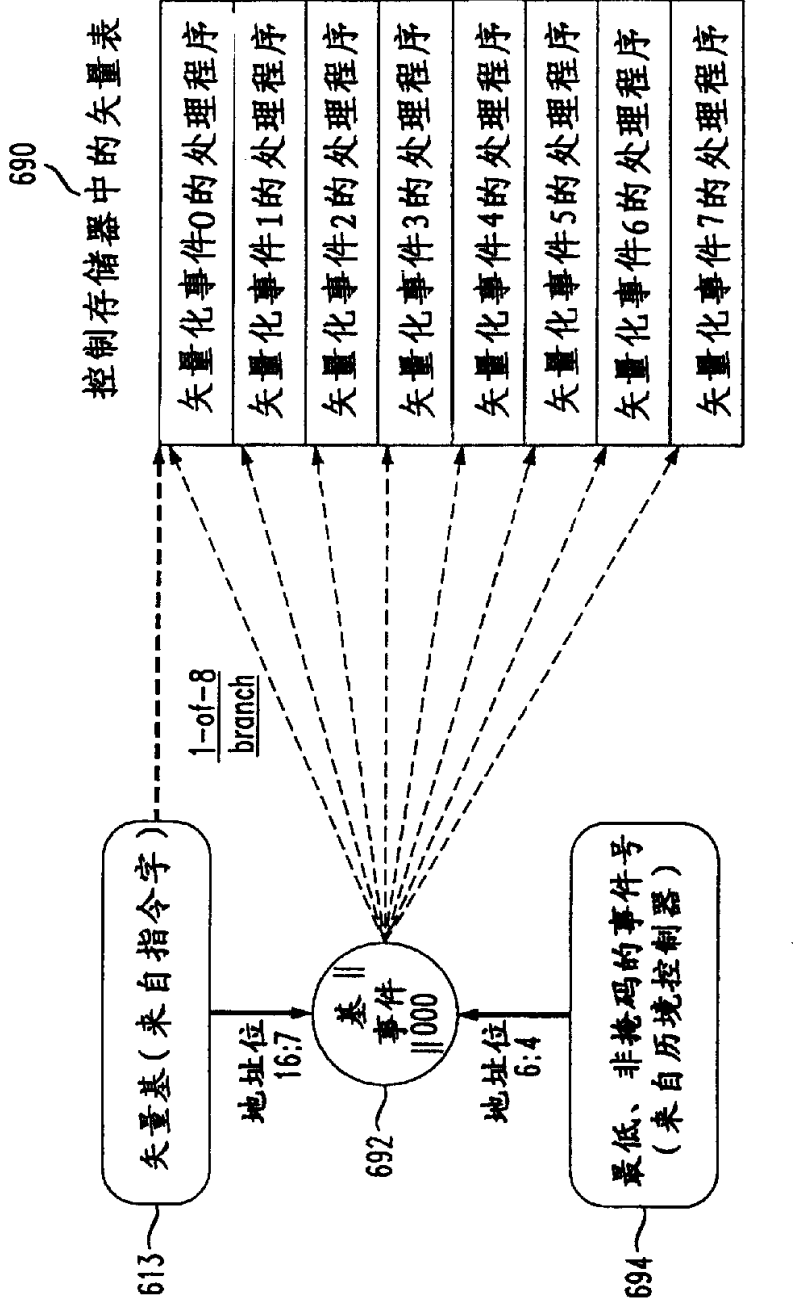 690
控制存储器中的矢量表
矢量化事件0的处理程序
矢量化事件1的处理程序
矢量化事件2的处理程序
矢量化事件3的处理程序
矢量化事件4的处理程序
矢量化事件5的处理程序
矢量化事件6的处理程序
矢量化事件7的处理程序
1-of-8
branch
613
矢量基(来自指令字)
地址位
16:7
692
基 ||
事件
||000
地址位
6:4
694
最低、非掩码的事件号
(来自历境控制器)